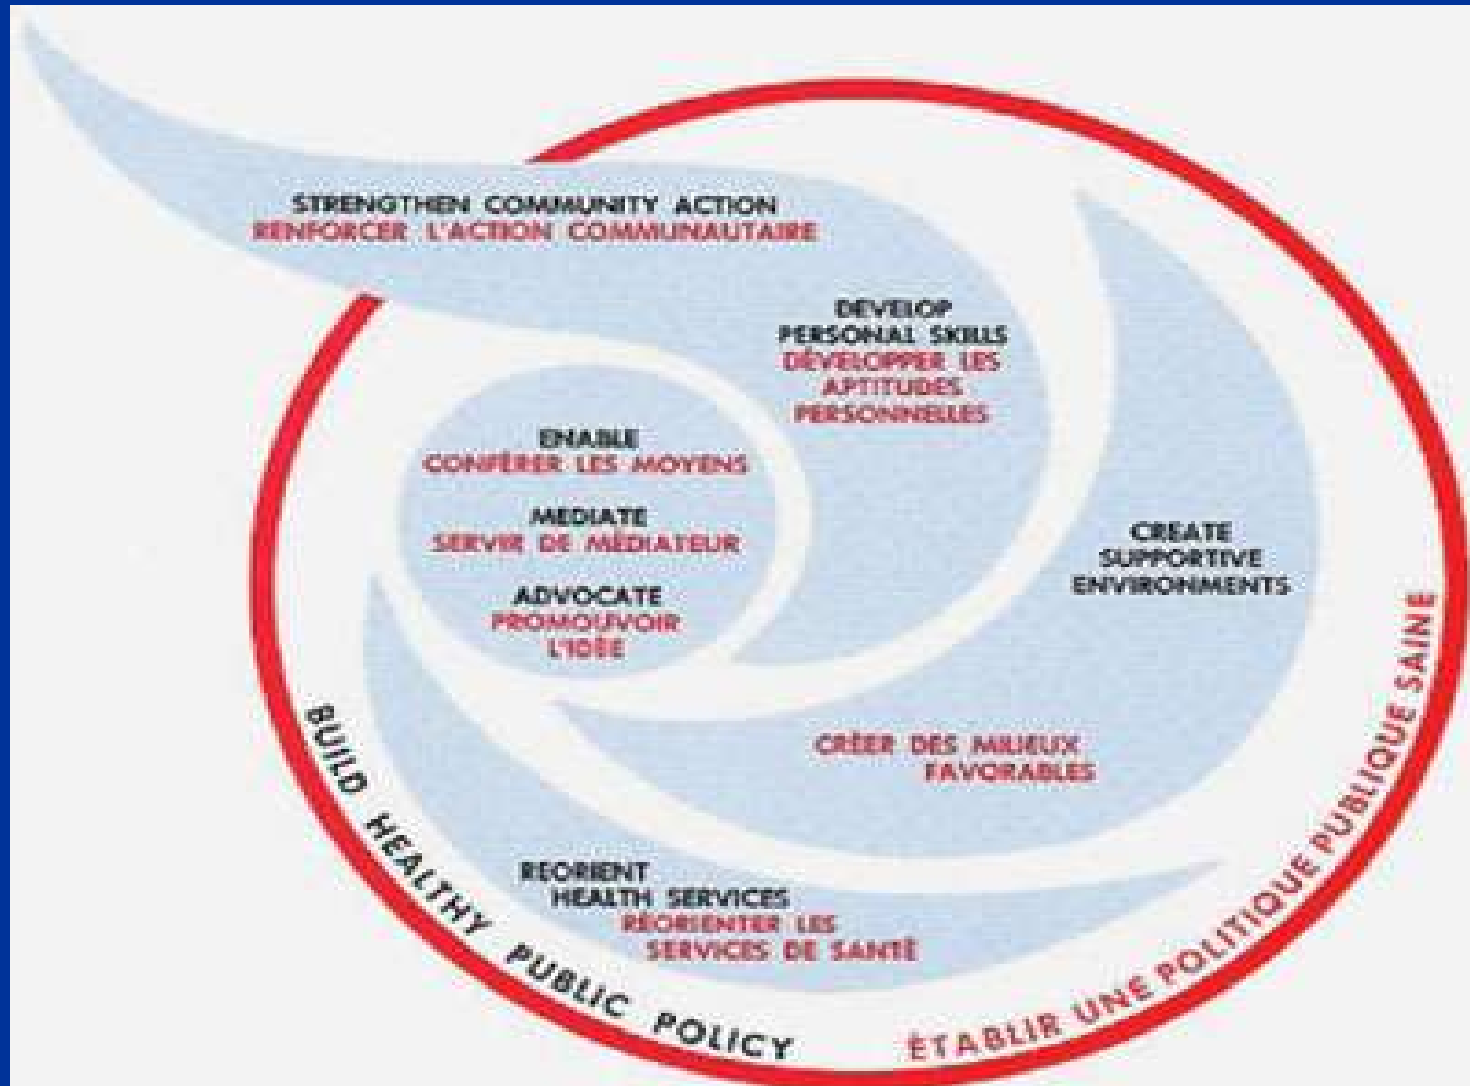 STRENGTHEN COMMUNITY ACTION
RENFORCER L'ACTION COMMUNAUTAIRE
DEVELOP
PERSONAL SKILLS
DÉVELOPPER LES
APTITUDES
PERSONNELLES
ENABLE
CONFÉRER LES MOYENS
MEDIATE
SERVIR DE MÉDIATEUR
ADVOCATE
PROMOUVOIR
L'IDÉE
CREATE
SUPPORTIVE
ENVIRONMENTS
CRÉER DES MILIEUX
FAVORABLES
REORIENT
HEALTH SERVICES
RÉORIENTER LES
SERVICES DE SANTÉ
BUILD HEALTHY PUBLIC POLICY
ÉTABLIR UNE POLITIQUE PUBLIQUE SAINE